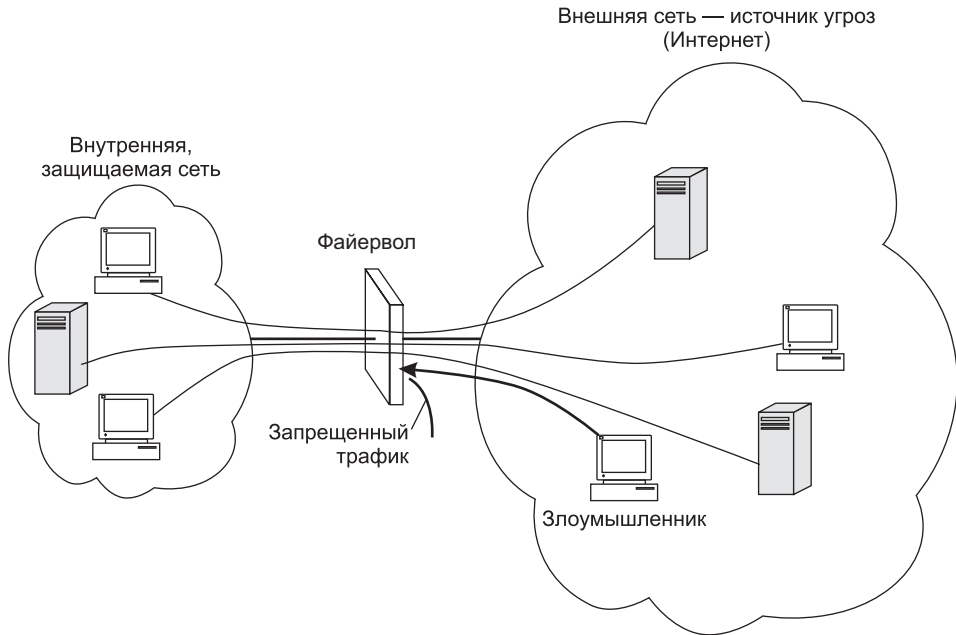 Внешняя сеть — источник угроз
(Интернет)
Внутренняя,
защищаемая сеть
Файервол
Запрещенный
трафик
Злоумышленник